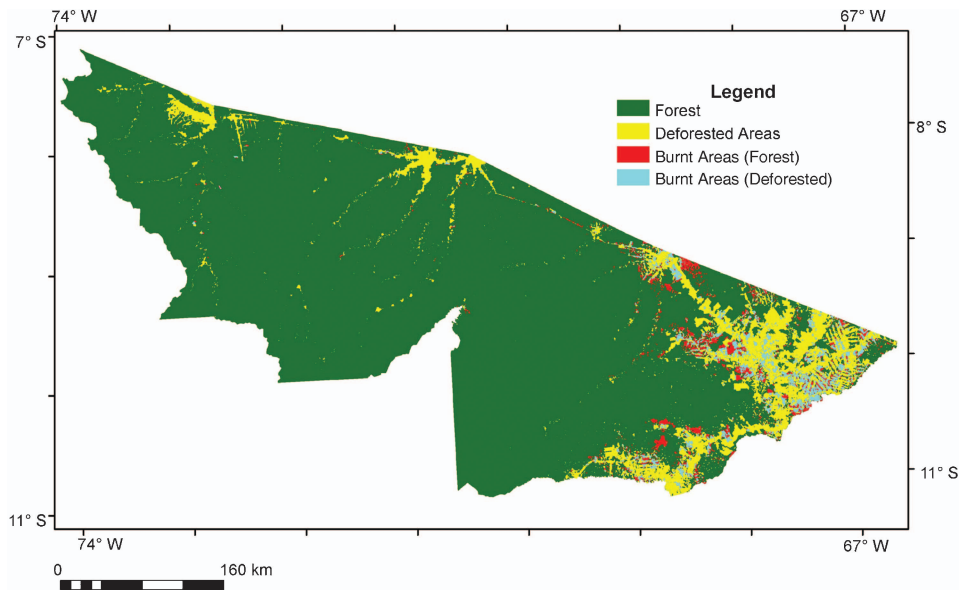 74° W
67° W
7° S
Legend
Forest
Deforested Areas
Burnt Areas (Forest)
Burnt Areas (Deforested)
8° S
11° S
11° S
74° W
67° W
0
160 km